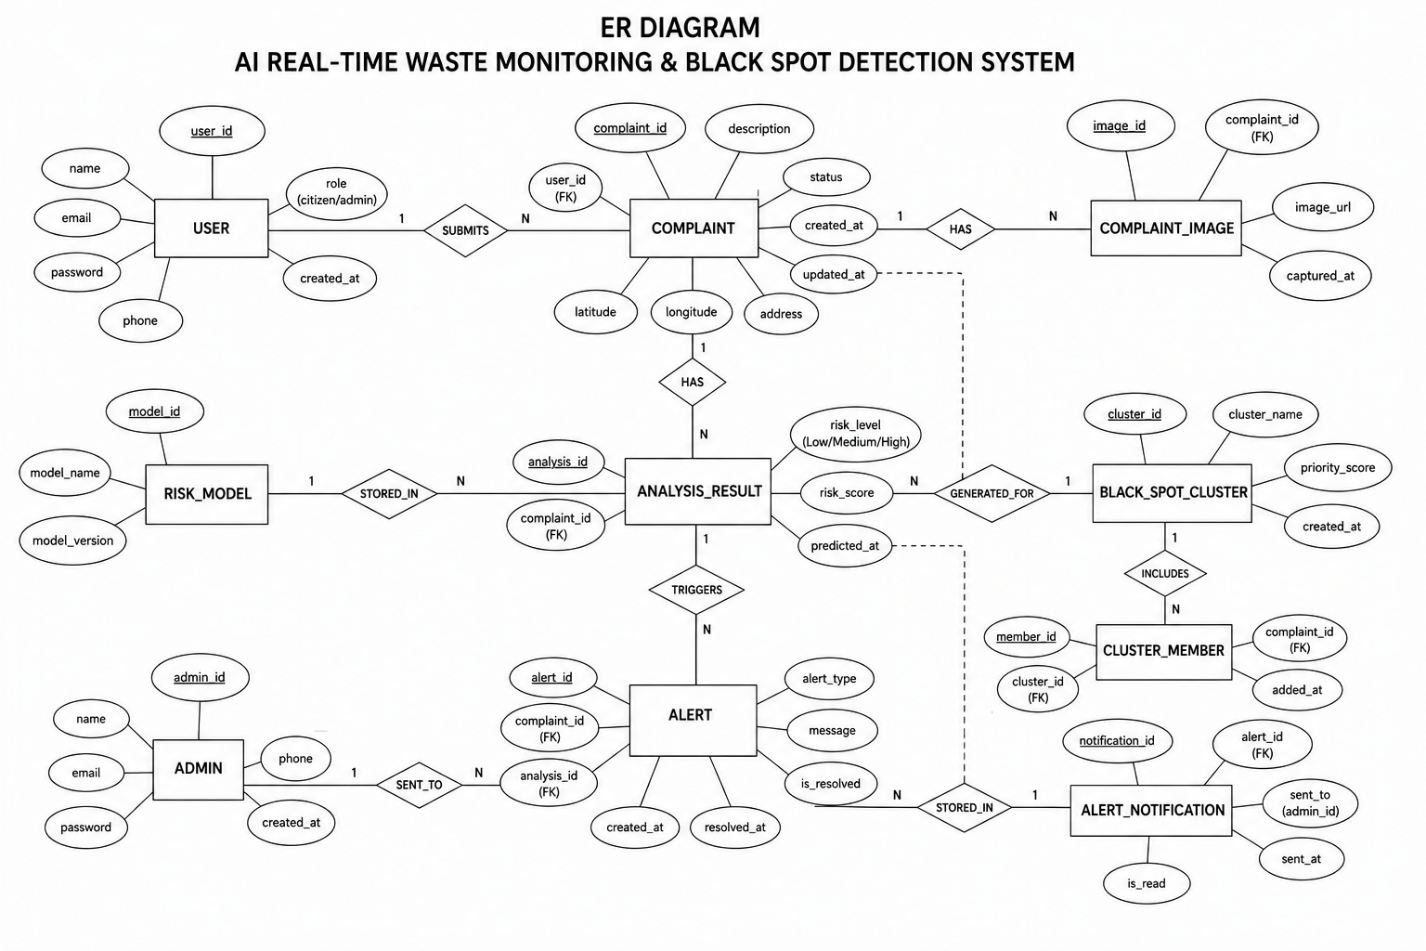 ER DIAGRAM
AI REAL-TIME WASTE MONITORING & BLACK SPOT DETECTION SYSTEM
user_id
name
email
password
phone
role
(citizen/admin)
created_at
USER
1
SUBMITS
N
complaint_id
description
user_id
(FK)
status
created_at
updated_at
COMPLAINT
latitude
longitude
address
1
HAS
N
image_id
complaint_id
(FK)
image_url
captured_at
COMPLAINT_IMAGE
1
HAS
N
model_id
model_name
model_version
RISK_MODEL
1
STORED_IN
N
analysis_id
complaint_id
(FK)
ANALYSIS_RESULT
risk_level
(Low/Medium/High)
risk_score
predicted_at
N
GENERATED_FOR
1
cluster_id
cluster_name
priority_score
created_at
BLACK_SPOT_CLUSTER
1
INCLUDES
N
member_id
cluster_id
(FK)
CLUSTER_MEMBER
complaint_id
(FK)
added_at
1
TRIGGERS
N
admin_id
name
email
password
phone
created_at
ADMIN
1
SENT_TO
N
alert_id
complaint_id
(FK)
analysis_id
(FK)
ALERT
alert_type
message
is_resolved
created_at
resolved_at
N
STORED_IN
1
notification_id
alert_id
(FK)
sent_to
(admin_id)
sent_at
is_read
ALERT_NOTIFICATION